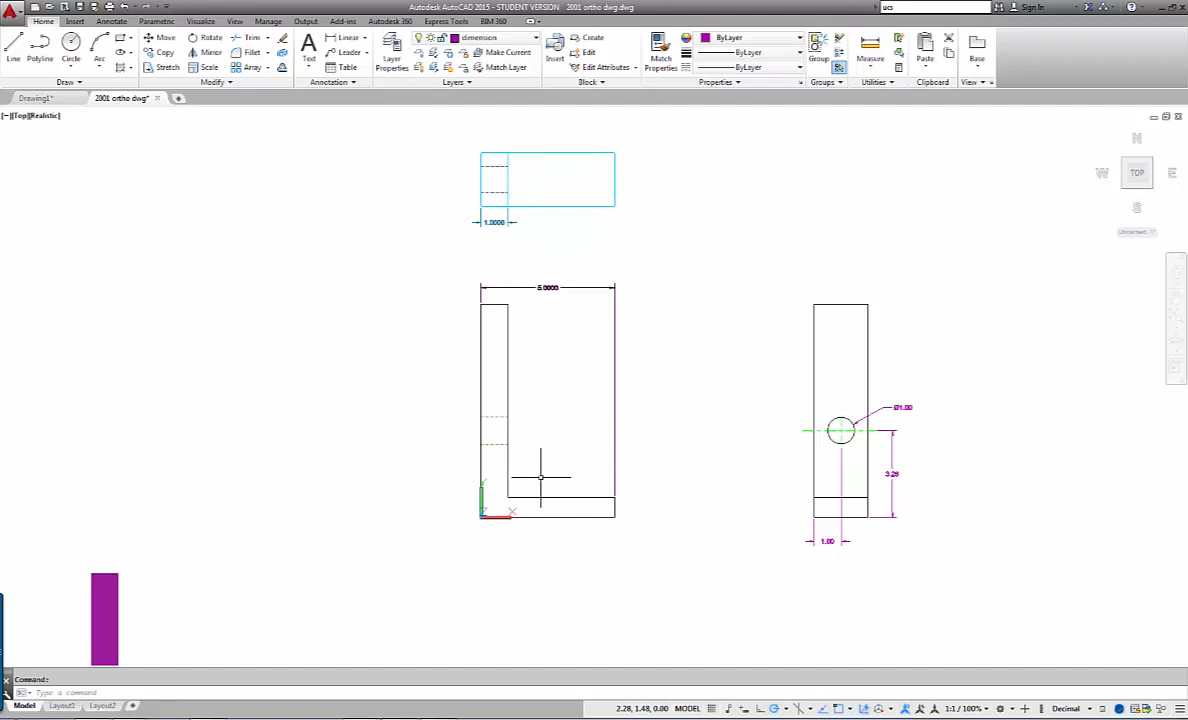 Autodesk AutoCAD 2015 - STUDENT VERSION 2001 ortho dwg.dwg
ucs
Sign In
Home Insert Annotate Parametric Visualize View Manage Output Add-ins Autodesk 360 Express Tools BIM 360
Line Polyline Circle Arc
Move Rotate Trim
Copy Mirror Fillet
Stretch Scale Array
Text
Linear
Leader
Table
Layer
Properties
dimension
Make Current
Match Layer
Insert
Create
Edit
Edit Attributes
Match
Properties
ByLayer
ByLayer
ByLayer
Group
Measure
Paste
Base
Draw Modify Annotation Layers Block Properties Groups Utilities Clipboard View
Drawing1* 2001 ortho dwg*
[−][Top][Realistic]
N
W TOP E
S
Unnamed
1.0000
5.0000
Ø1.00
3.28
1.00
Y
X
Command:
Type a command
Model Layout1 Layout2
2.28, 1.48, 0.00 MODEL
1:1 / 100%
Decimal